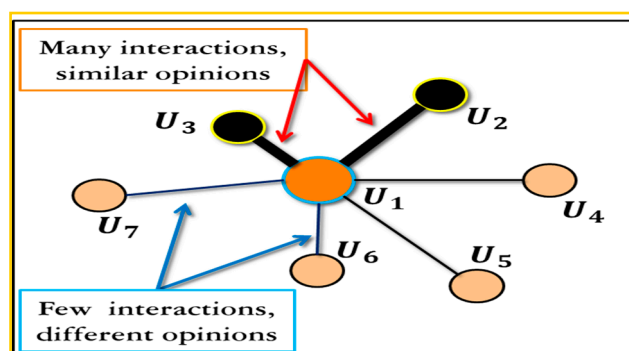 Many interactions,
similar opinions
U₃
U₂
U₁
U₄
U₇
U₆
U₅
Few interactions,
different opinions